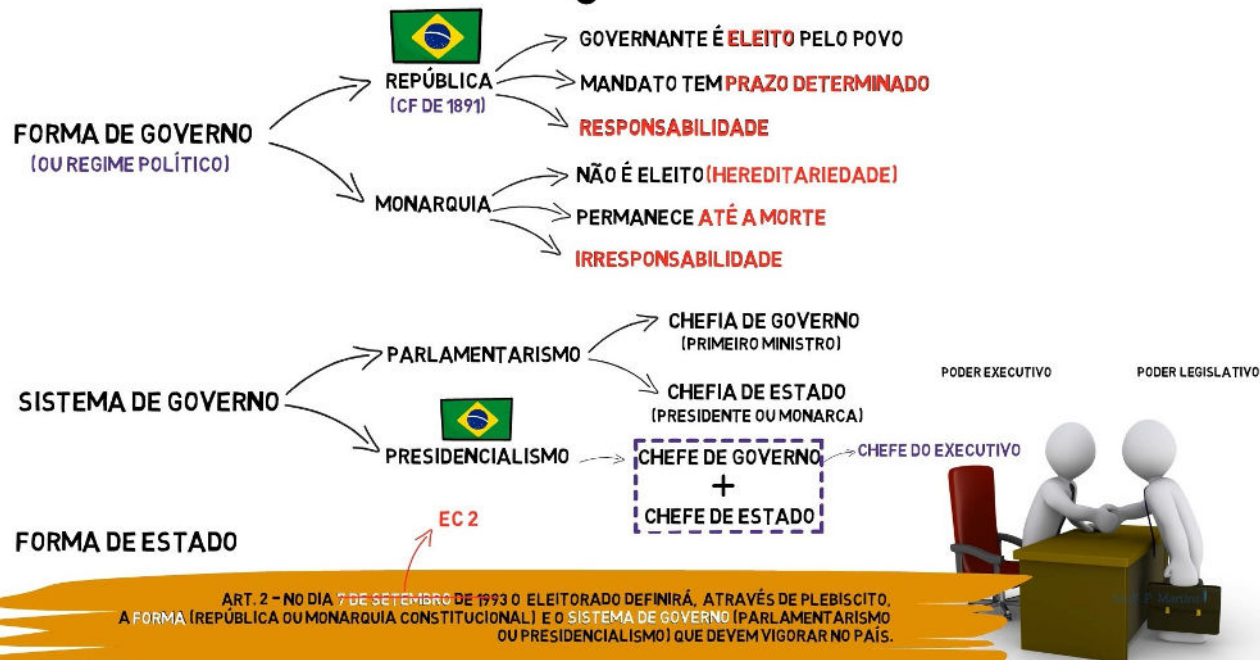 GOVERNANTE É ELEITO PELO POVO
REPÚBLICA
(CF DE 1891)
MANDATO TEM PRAZO DETERMINADO
RESPONSABILIDADE
FORMA DE GOVERNO
(OU REGIME POLÍTICO)
MONARQUIA
NÃO É ELEITO (HEREDITARIEDADE)
PERMANECE ATÉ A MORTE
IRRESPONSABILIDADE
SISTEMA DE GOVERNO
PARLAMENTARISMO
CHEFIA DE GOVERNO
(PRIMEIRO MINISTRO)
CHEFIA DE ESTADO
(PRESIDENTE OU MONARCA)
PRESIDENCIALISMO
CHEFE DE GOVERNO
+
CHEFE DE ESTADO
CHEFE DO EXECUTIVO
PODER EXECUTIVO
PODER LEGISLATIVO
FORMA DE ESTADO
EC 2
ART. 2 - NO DIA 7 DE SETEMBRO DE 1993 O ELEITORADO DEFINIRÁ, ATRAVÉS DE PLEBISCITO,
A FORMA (REPÚBLICA OU MONARQUIA CONSTITUCIONAL) E O SISTEMA DE GOVERNO (PARLAMENTARISMO
OU PRESIDENCIALISMO) QUE DEVEM VIGORAR NO PAÍS.